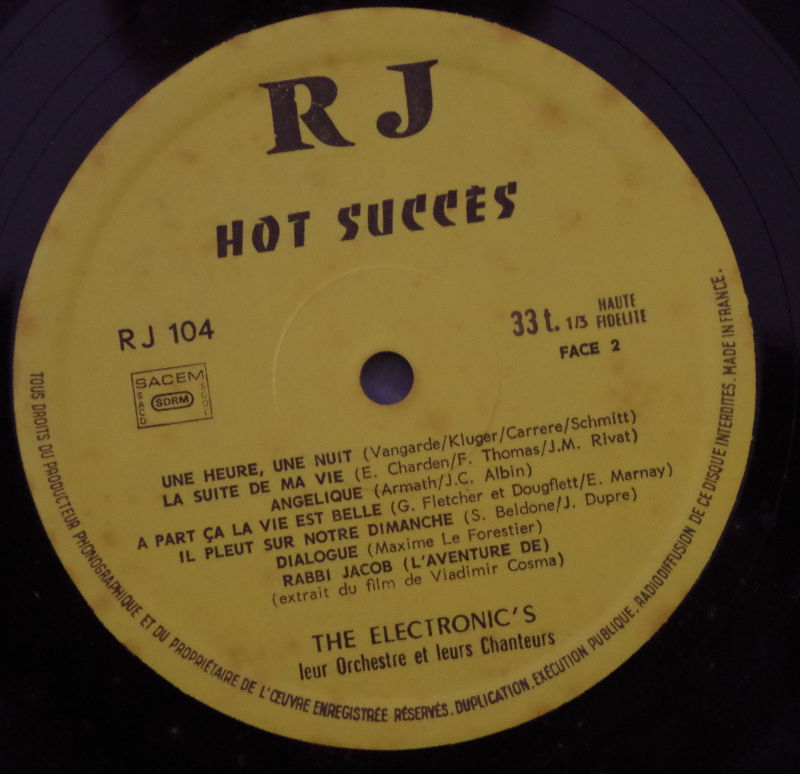 RJ
HOT SUCCÈS
RJ 104
33 t. 1/3 HAUTE FIDELITE
FACE 2
SACEM
SACD SDRM SGDL
UNE HEURE, UNE NUIT (Vangarde/Kluger/Carrere/Schmitt)
LA SUITE DE MA VIE (E. Charden/F. Thomas/J.M. Rivat)
ANGELIQUE (Armath/J.C. Albin)
A PART ÇA LA VIE EST BELLE (G. Fletcher et Dougflett/E. Marnay)
IL PLEUT SUR NOTRE DIMANCHE (S. Beldone/J. Dupre)
DIALOGUE (Maxime Le Forestier)
RABBI JACOB (L'AVENTURE DE)
(extrait du film de Vladimir Cosma)
THE ELECTRONIC'S
leur Orchestre et leurs Chanteurs
TOUS DROITS DU PRODUCTEUR PHONOGRAPHIQUE ET DU PROPRIÉTAIRE DE L'ŒUVRE ENREGISTRÉE RÉSERVÉS. DUPLICATION. EXÉCUTION PUBLIQUE. RADIODIFFUSION DE CE DISQUE INTERDITES. MADE IN FRANCE.